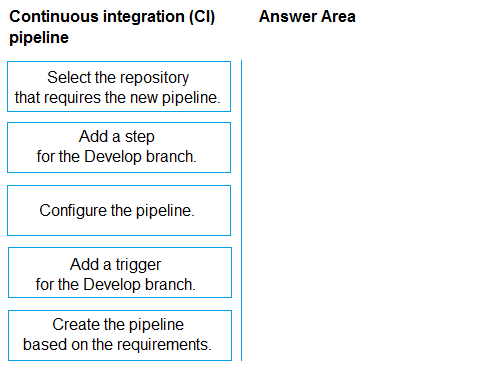 Continuous integration (CI)
pipeline
Answer Area
Select the repository
that requires the new pipeline.
Add a step
for the Develop branch.
Configure the pipeline.
Add a trigger
for the Develop branch.
Create the pipeline
based on the requirements.